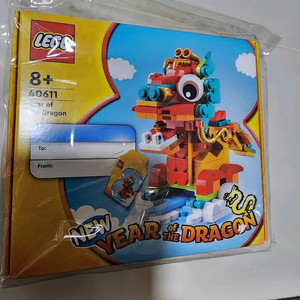 LEGO
8+
40611
Year of
the Dragon
To:
From:
NEW
YEAR of THE DRAGON